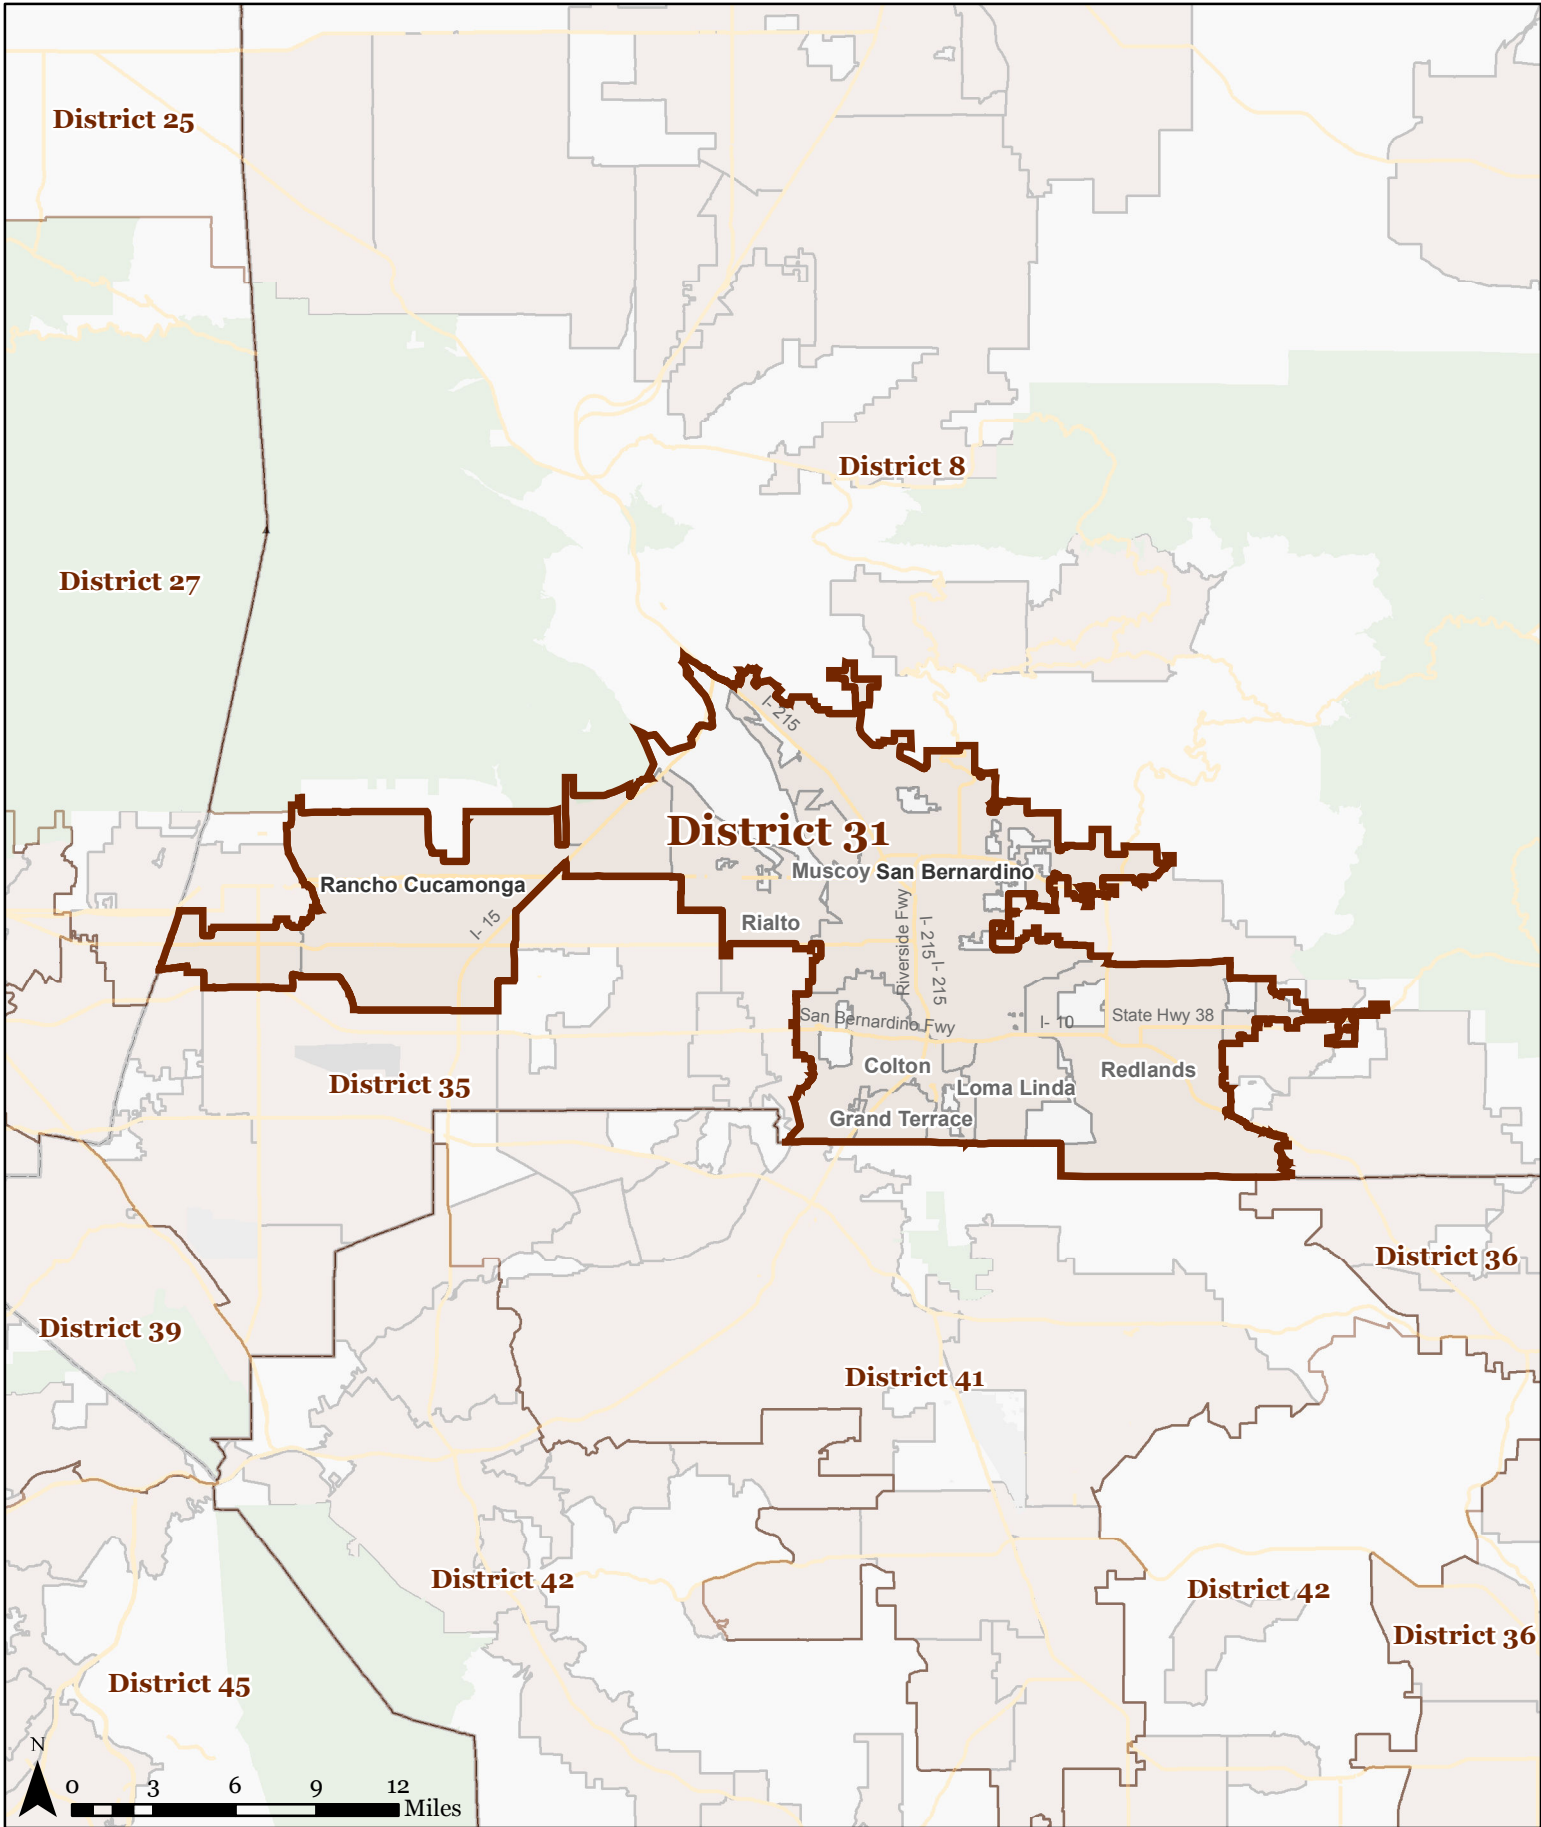 District 25
District 8
District 27
I- 215
District 31
Muscoy
San Bernardino
Rancho Cucamonga
Rialto
I- 15
Riverside Fwy
I- 215
I- 215
San Bernardino Fwy
I- 10
State Hwy 38
Colton
Redlands
District 35
Loma Linda
Grand Terrace
District 36
District 39
District 41
District 42
District 42
District 36
District 45
N
0 3 6 9 12
Miles